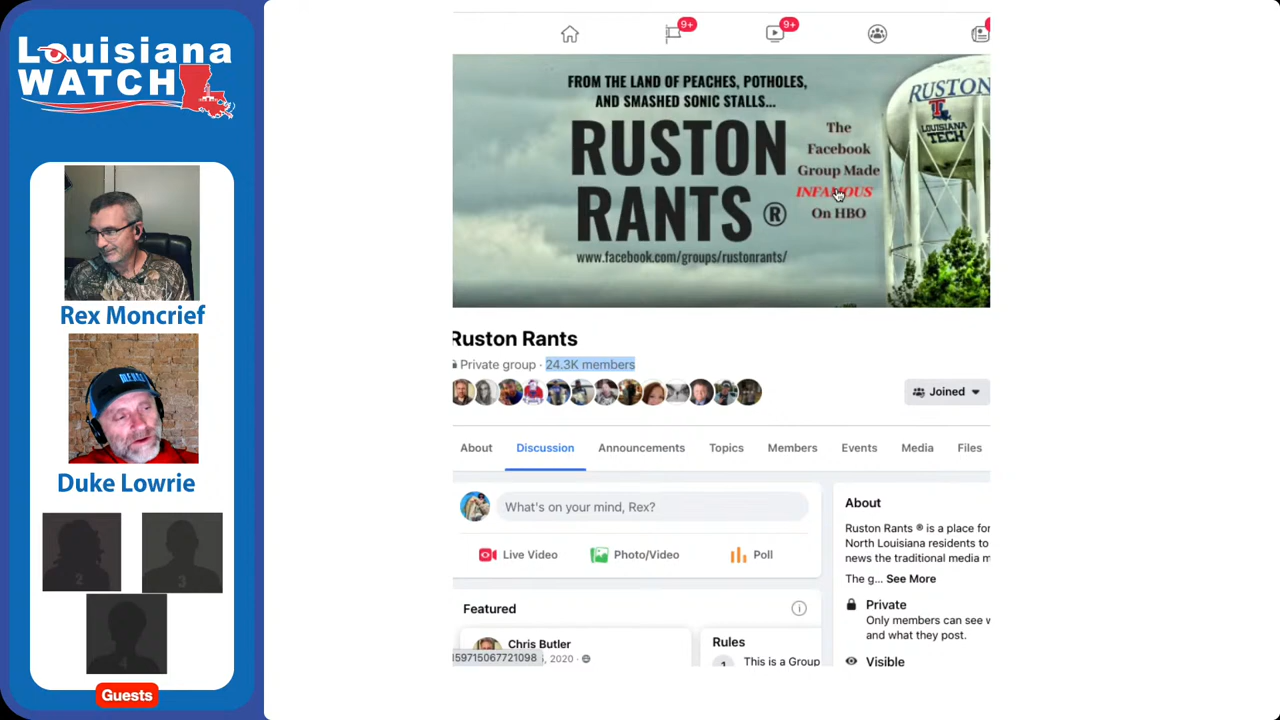 Louisiana
WATCH
Rex Moncrief
Duke Lowrie
2
3
4
Guests
9+
9+
FROM THE LAND OF PEACHES, POTHOLES,
AND SMASHED SONIC STALLS...
RUSTON
RANTS ®
www.facebook.com/groups/rustonrants/
The
Facebook
Group Made
INFAMOUS
On HBO
RUSTON
LOUISIANA
TECH
Ruston Rants
Private group · 24.3K members
Joined
About
Discussion
Announcements
Topics
Members
Events
Media
Files
What's on your mind, Rex?
Live Video
Photo/Video
Poll
Featured
Chris Butler
, 2020
159715067721098
Rules
1
This is a Group
About
Ruston Rants ® is a place for
North Louisiana residents to
news the traditional media m
The g... See More
Private
Only members can see w
and what they post.
Visible